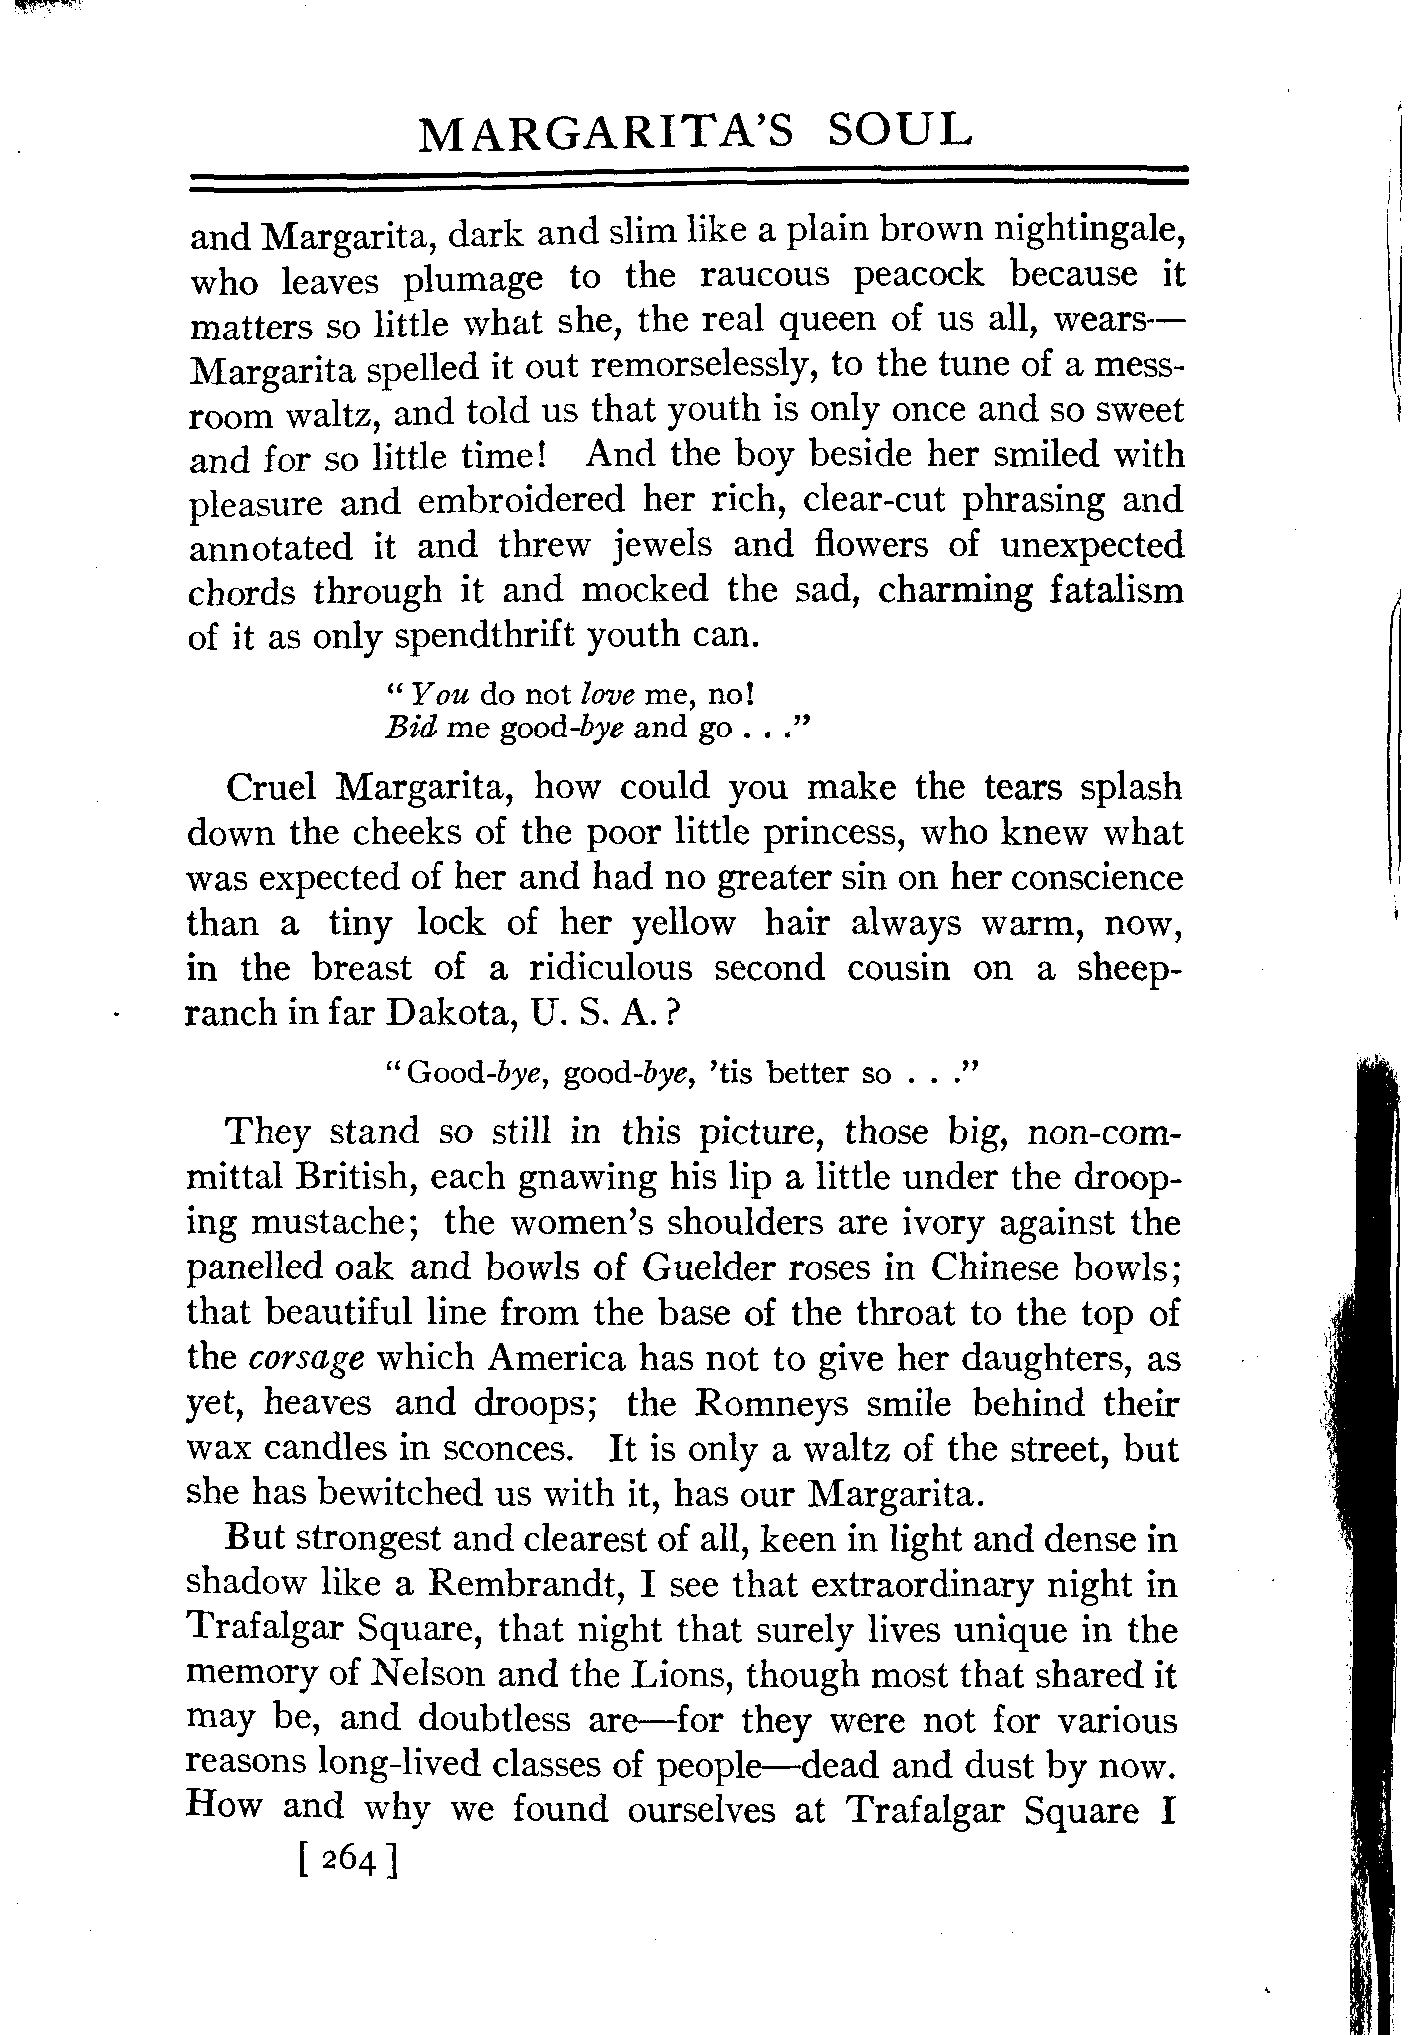 MARGARITA'S SOUL
and Margarita, dark and slim like a plain brown nightingale,
who leaves plumage to the raucous peacock because it
matters so little what she, the real queen of us all, wears—
Margarita spelled it out remorselessly, to the tune of a mess-
room waltz, and told us that youth is only once and so sweet
and for so little time! And the boy beside her smiled with
pleasure and embroidered her rich, clear-cut phrasing and
annotated it and threw jewels and flowers of unexpected
chords through it and mocked the sad, charming fatalism
of it as only spendthrift youth can.
"You do not love me, no!
Bid me good-bye and go . . ."
Cruel Margarita, how could you make the tears splash
down the cheeks of the poor little princess, who knew what
was expected of her and had no greater sin on her conscience
than a tiny lock of her yellow hair always warm, now,
in the breast of a ridiculous second cousin on a sheep-
ranch in far Dakota, U. S. A.?
"Good-bye, good-bye, 'tis better so . . ."
They stand so still in this picture, those big, non-com-
mittal British, each gnawing his lip a little under the droop-
ing mustache; the women's shoulders are ivory against the
panelled oak and bowls of Guelder roses in Chinese bowls;
that beautiful line from the base of the throat to the top of
the corsage which America has not to give her daughters, as
yet, heaves and droops; the Romneys smile behind their
wax candles in sconces. It is only a waltz of the street, but
she has bewitched us with it, has our Margarita.
But strongest and clearest of all, keen in light and dense in
shadow like a Rembrandt, I see that extraordinary night in
Trafalgar Square, that night that surely lives unique in the
memory of Nelson and the Lions, though most that shared it
may be, and doubtless are—for they were not for various
reasons long-lived classes of people—dead and dust by now.
How and why we found ourselves at Trafalgar Square I
[ 264 ]